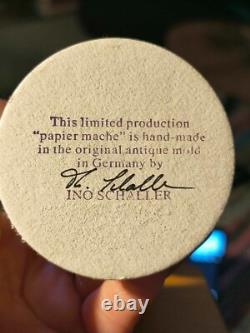 This limited production
"papier mache" is hand-made
in the original antique mold
in Germany by
INO SCHALLER